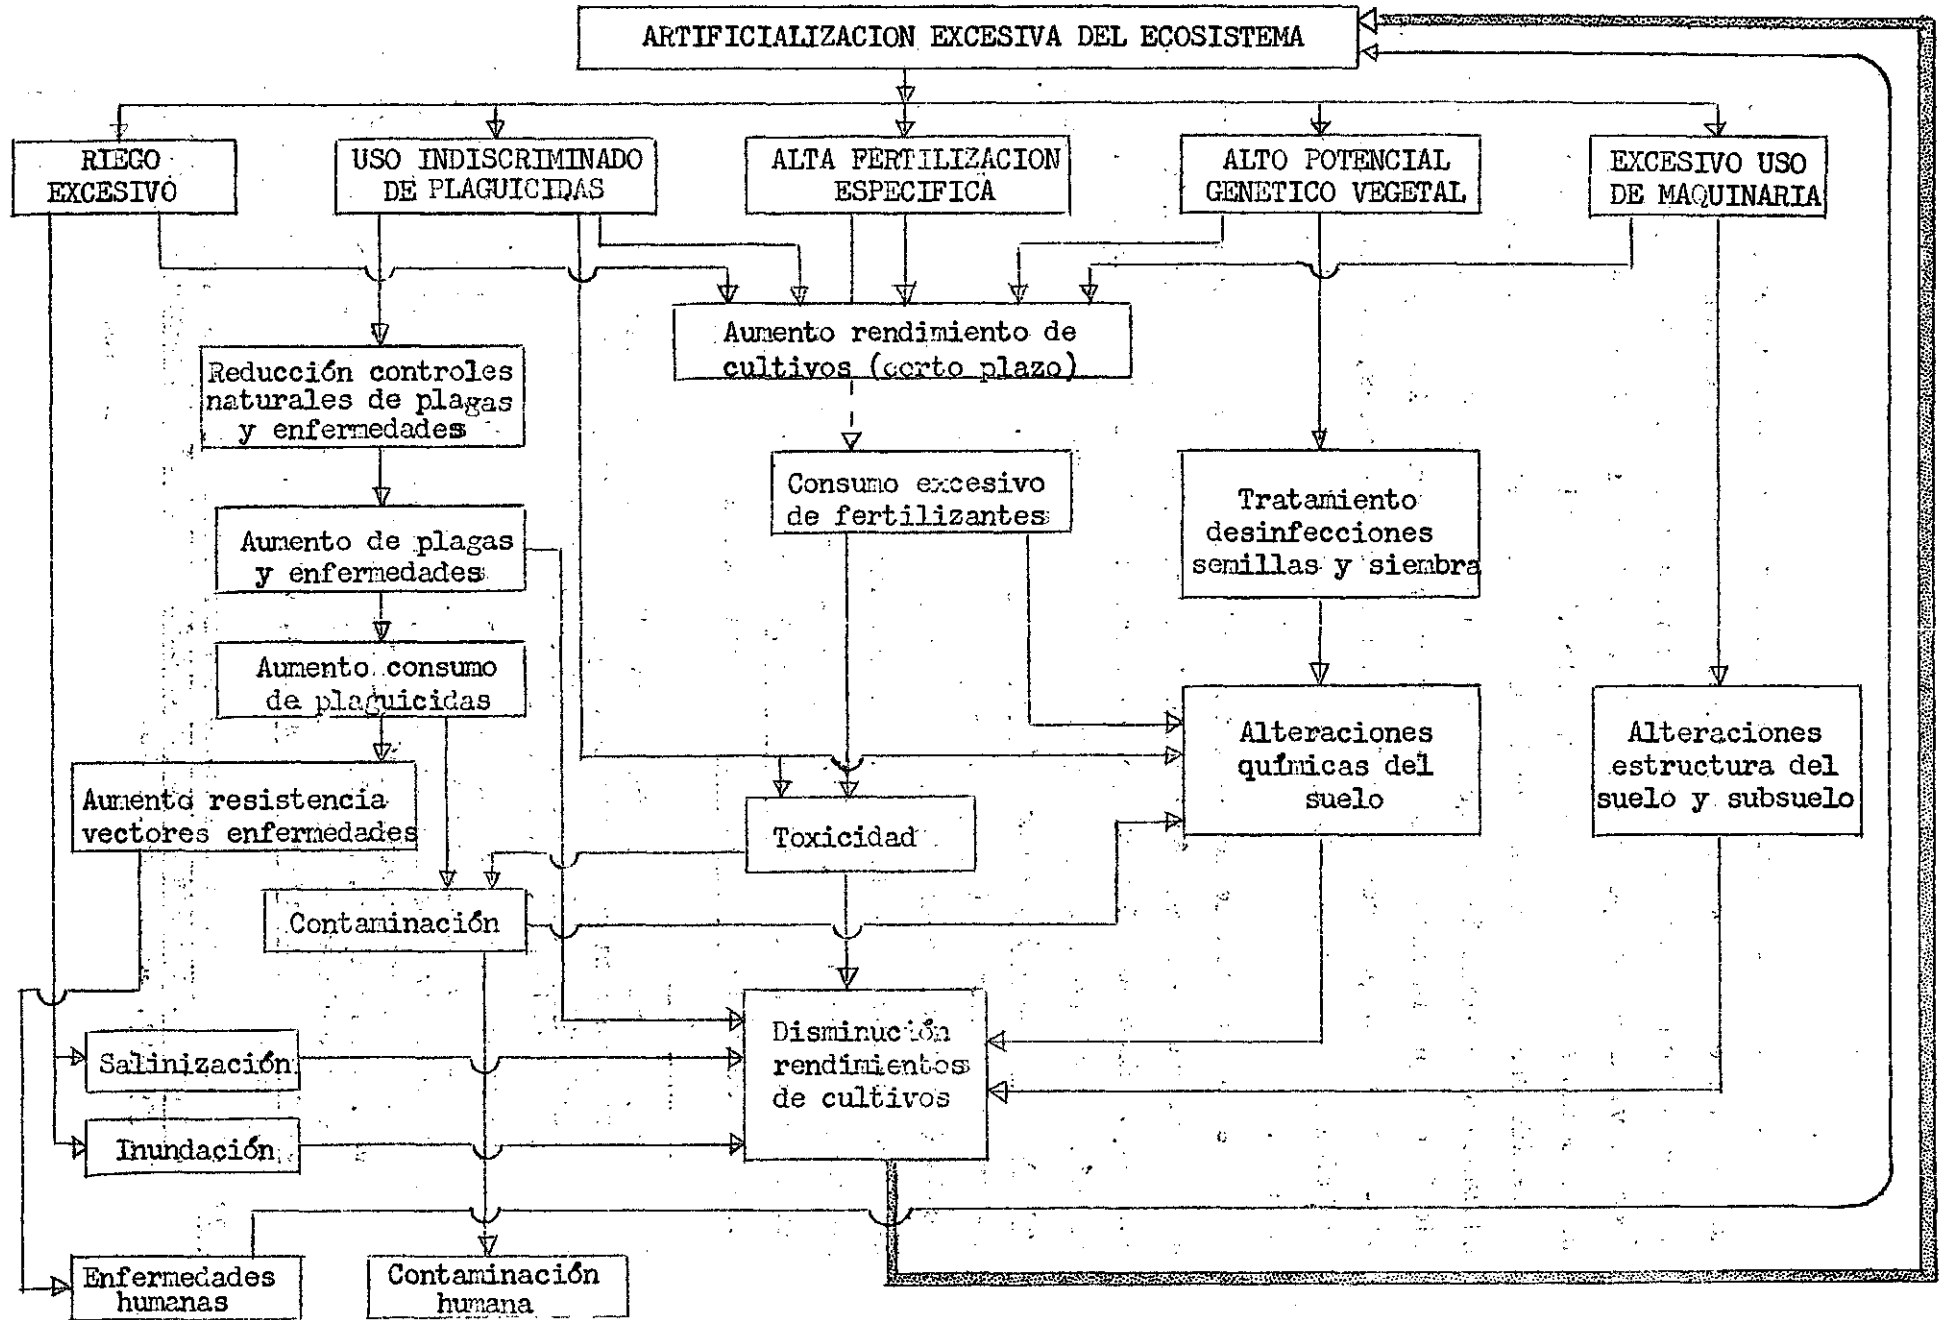 ARTIFICIALIZACION EXCESIVA DEL ECOSISTEMA
RIEGO
EXCESIVO
USO INDISCRIMINADO
DE PLAGUICIDAS
ALTA FERTILIZACION
ESPECIFICA
ALTO POTENCIAL
GENETICO VEGETAL
EXCESIVO USO
DE MAQUINARIA
Aumento rendimiento de
cultivos (corto plazo)
Reducción controles
naturales de plagas
y enfermedades
Consumo excesivo
de fertilizantes
Tratamiento
desinfecciones
semillas y siembra
Aumento de plagas
y enfermedades
Aumento consumo
de plaguicidas
Alteraciones
químicas del
suelo
Alteraciones
estructura del
suelo y subsuelo
Aumento resistencia
vectores enfermedades
Toxicidad
Contaminación
Disminución
rendimientos
de cultivos
Salinización
Inundación
Enfermedades
humanas
Contaminación
humana